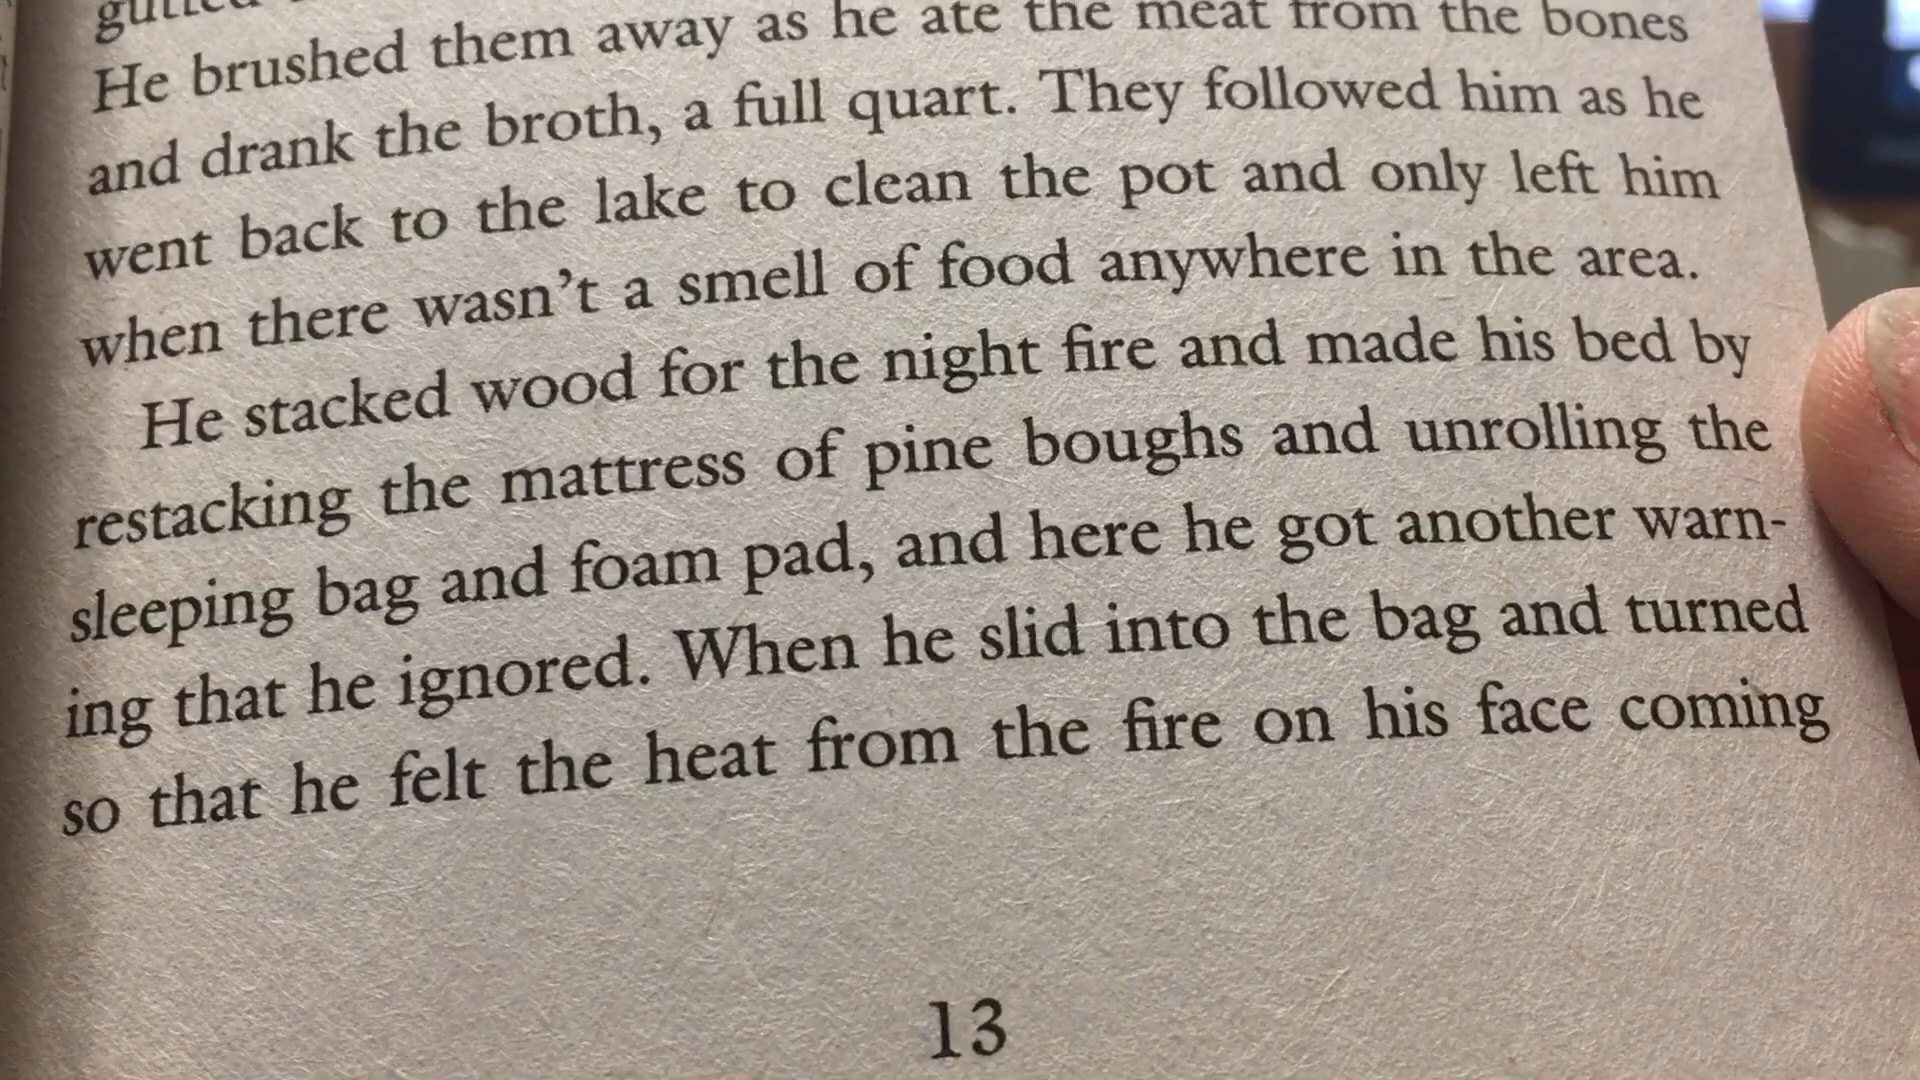 He brushed them away as he ate the meat from the bones
and drank the broth, a full quart. They followed him as he
went back to the lake to clean the pot and only left him
when there wasn’t a smell of food anywhere in the area.
He stacked wood for the night fire and made his bed by
restacking the mattress of pine boughs and unrolling the
sleeping bag and foam pad, and here he got another warn-
ing that he ignored. When he slid into the bag and turned
so that he felt the heat from the fire on his face coming
13